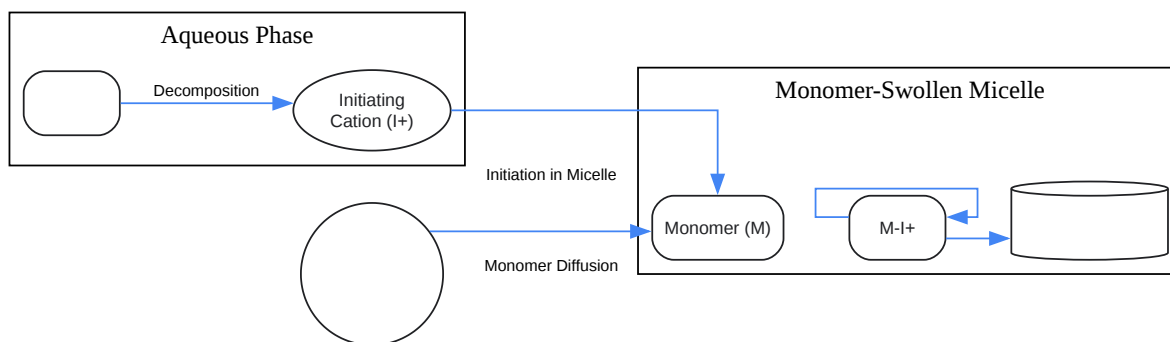 Aqueous Phase
Decomposition
Initiating
Cation (I+)
Monomer-Swollen Micelle
Initiation in Micelle
Monomer (M)
M-I+
Monomer Diffusion